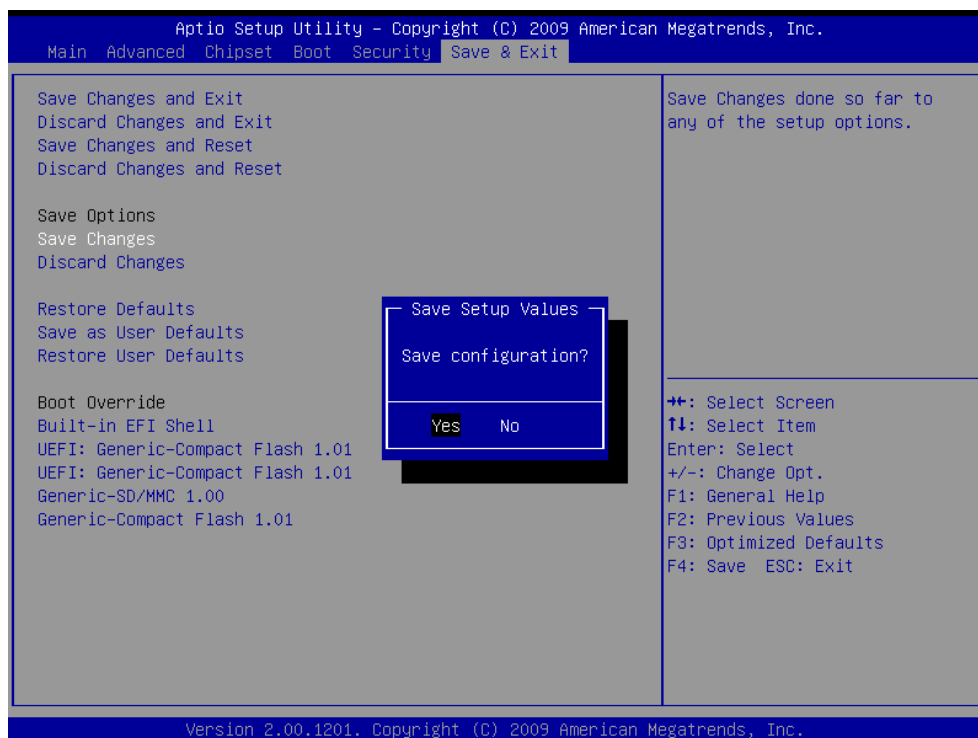 Aptio Setup Utility – Copyright (C) 2009 American Megatrends, Inc.
Main Advanced Chipset Boot Security Save & Exit
Save Changes and Exit
Discard Changes and Exit
Save Changes and Reset
Discard Changes and Reset
Save Options
Save Changes
Discard Changes
Restore Defaults
Save as User Defaults
Restore User Defaults
Boot Override
Built-in EFI Shell
UEFI: Generic-Compact Flash 1.01
UEFI: Generic-Compact Flash 1.01
Generic-SD/MMC 1.00
Generic-Compact Flash 1.01
Save Setup Values
Save configuration?
Yes No
Save Changes done so far to
any of the setup options.
→←: Select Screen
↑↓: Select Item
Enter: Select
+/-: Change Opt.
F1: General Help
F2: Previous Values
F3: Optimized Defaults
F4: Save ESC: Exit
Version 2.00.1201. Copyright (C) 2009 American Megatrends, Inc.